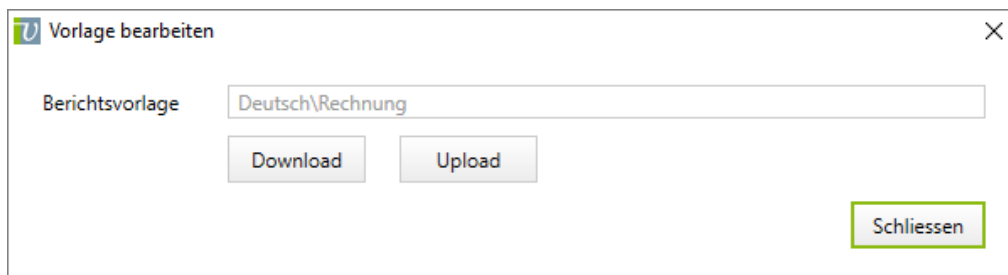 Vorlage bearbeiten
Berichtsvorlage Deutsch\Rechnung
Download Upload
Schliessen